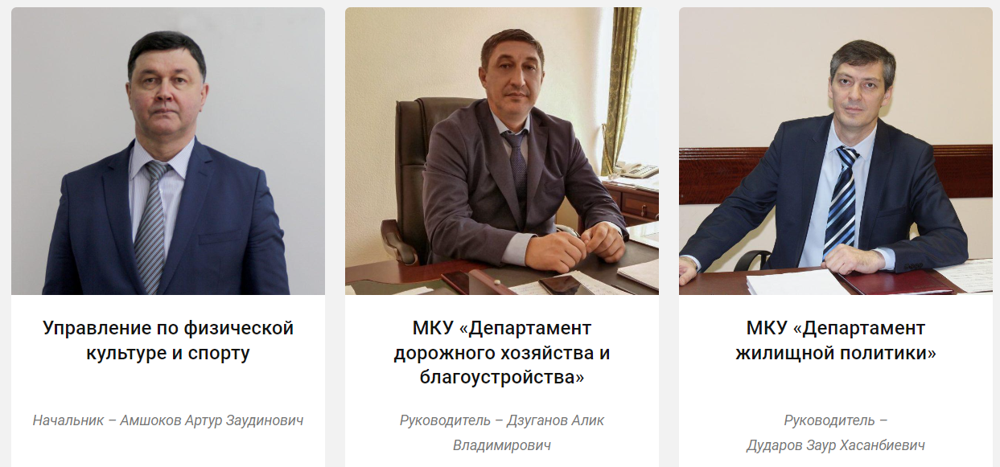 Управление по физической
культуре и спорту
Начальник – Амшоков Артур Заудинович
МКУ «Департамент
дорожного хозяйства и
благоустройства»
Руководитель – Дзуганов Алик
Владимирович
МКУ «Департамент
жилищной политики»
Руководитель –
Дударов Заур Хасанбиевич